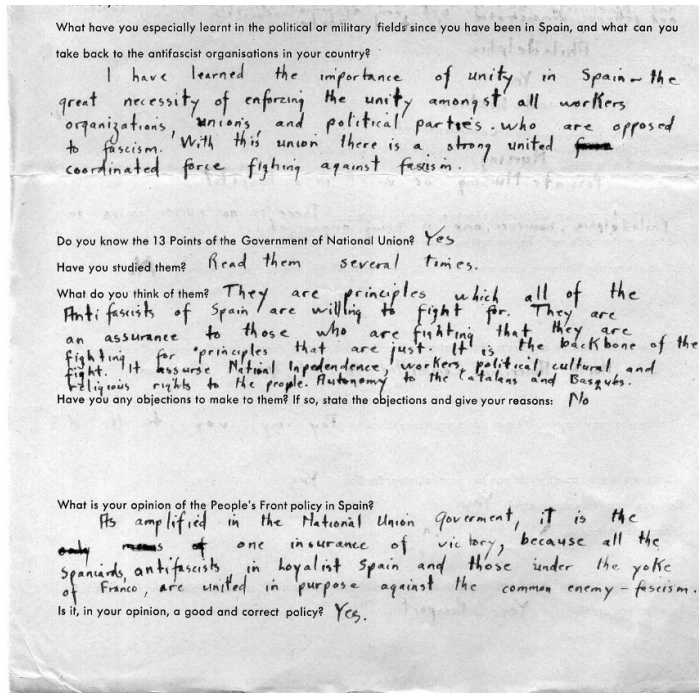 What have you especially learnt in the political or military fields since you have been in Spain, and what can you
take back to the antifascist organisations in your country?
I have learned the importance of unity in Spain - the
great necessity of enforzing the unity amongst all workers
organizations, unions and political parties. who are opposed
to fascism. With this union there is a strong united
coordinated force fighing against fascism.
Do you know the 13 Points of the Government of National Union? Yes
Have you studied them? Read them several times.
What do you think of them? They are principles which all of the
Anti fascists of Spain are willing to fight for. They are
an assurance to those who are fighting that they are
fighting for principles that are just. It is the backbone of the
fight. It assurse National Inpedendence, workers, political, cultural and
religious rights to the people. Autonomy to the Catalans and Basqubs.
Have you any objections to make to them? If so, state the objections and give your reasons: No
What is your opinion of the People's Front policy in Spain?
As amplified in the National Union Goverment, it is the
only means of one insurance of victory, because all the
Spaniards, antifascists in Loyalist Spain and those under the yoke
of Franco, are united in purpose against the common enemy - fascism.
Is it, in your opinion, a good and correct policy? Yes.